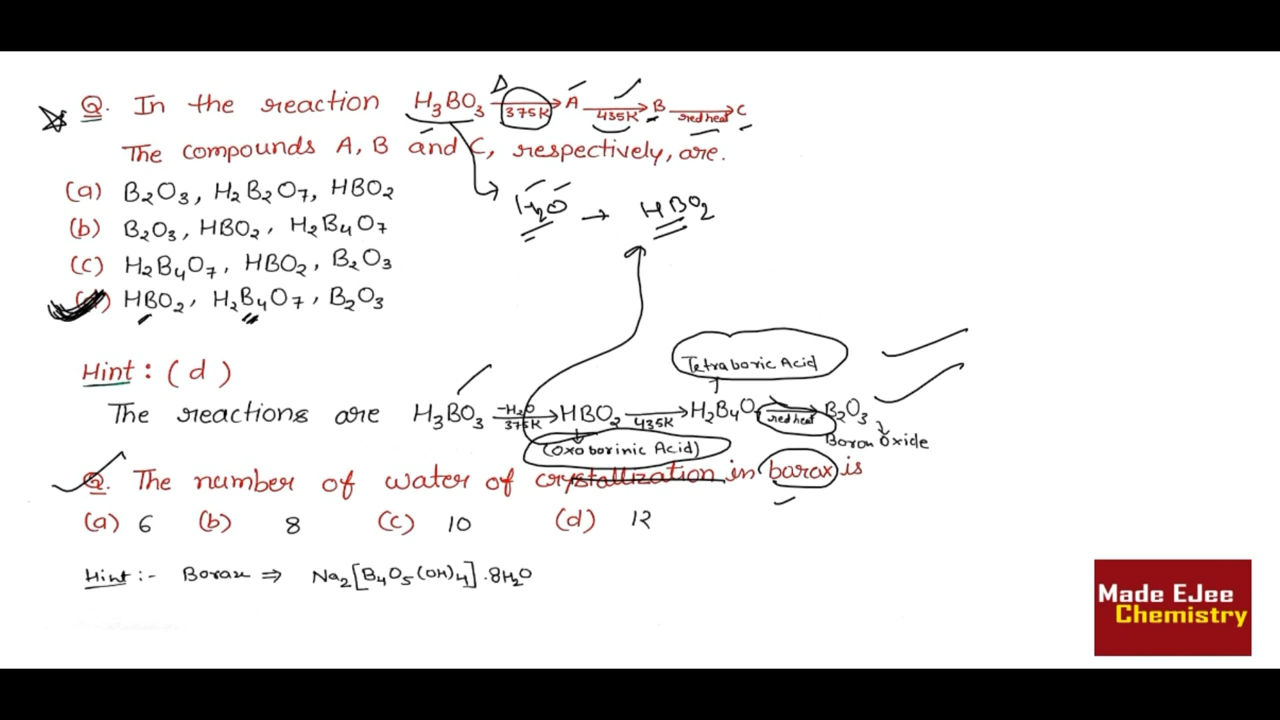 Q. In the reaction H₃BO₃ —Δ/375K→ A —435K→ B —red heat→ C
The compounds A, B and C, respectively, are.
(a) B₂O₃, H₂B₂O₇, HBO₂
(b) B₂O₃, HBO₂, H₂B₄O₇
(c) H₂B₄O₇, HBO₂, B₂O₃
HBO₂, H₂B₄O₇, B₂O₃
H₂O → HBO₂
Hint : (d)
Tetraboric Acid
The reactions are H₃BO₃ —-H₂O/375K→ HBO₂ —435K→ H₂B₄O₇ —red heat→ B₂O₃
(Oxoborinic Acid)
Boron Oxide
Q. The number of water of crystallization in borax is
(a) 6 (b) 8 (c) 10 (d) 12
Hint :- Borax ⇒ Na₂[B₄O₅(OH)₄].8H₂O
Made EJee
Chemistry